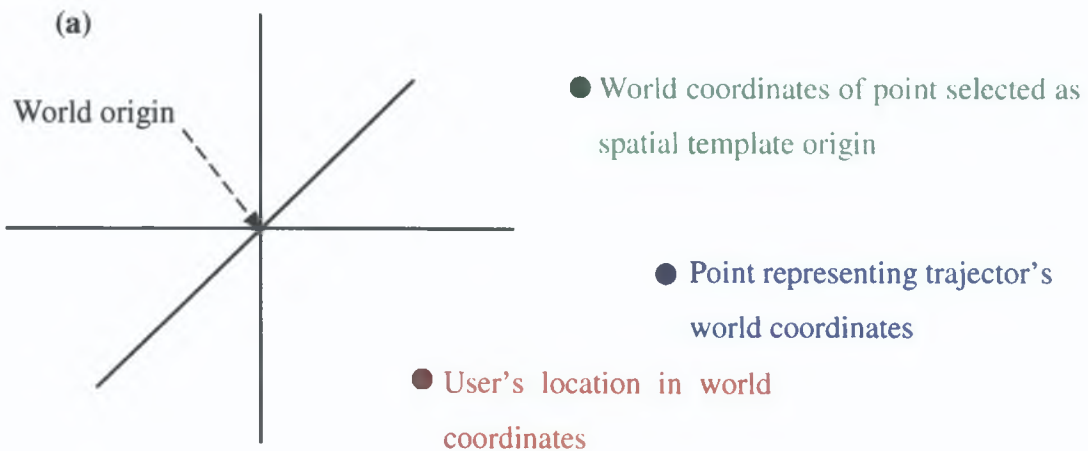 (a)
World origin
World coordinates of point selected as
spatial template origin
Point representing trajector's
world coordinates
User's location in world
coordinates